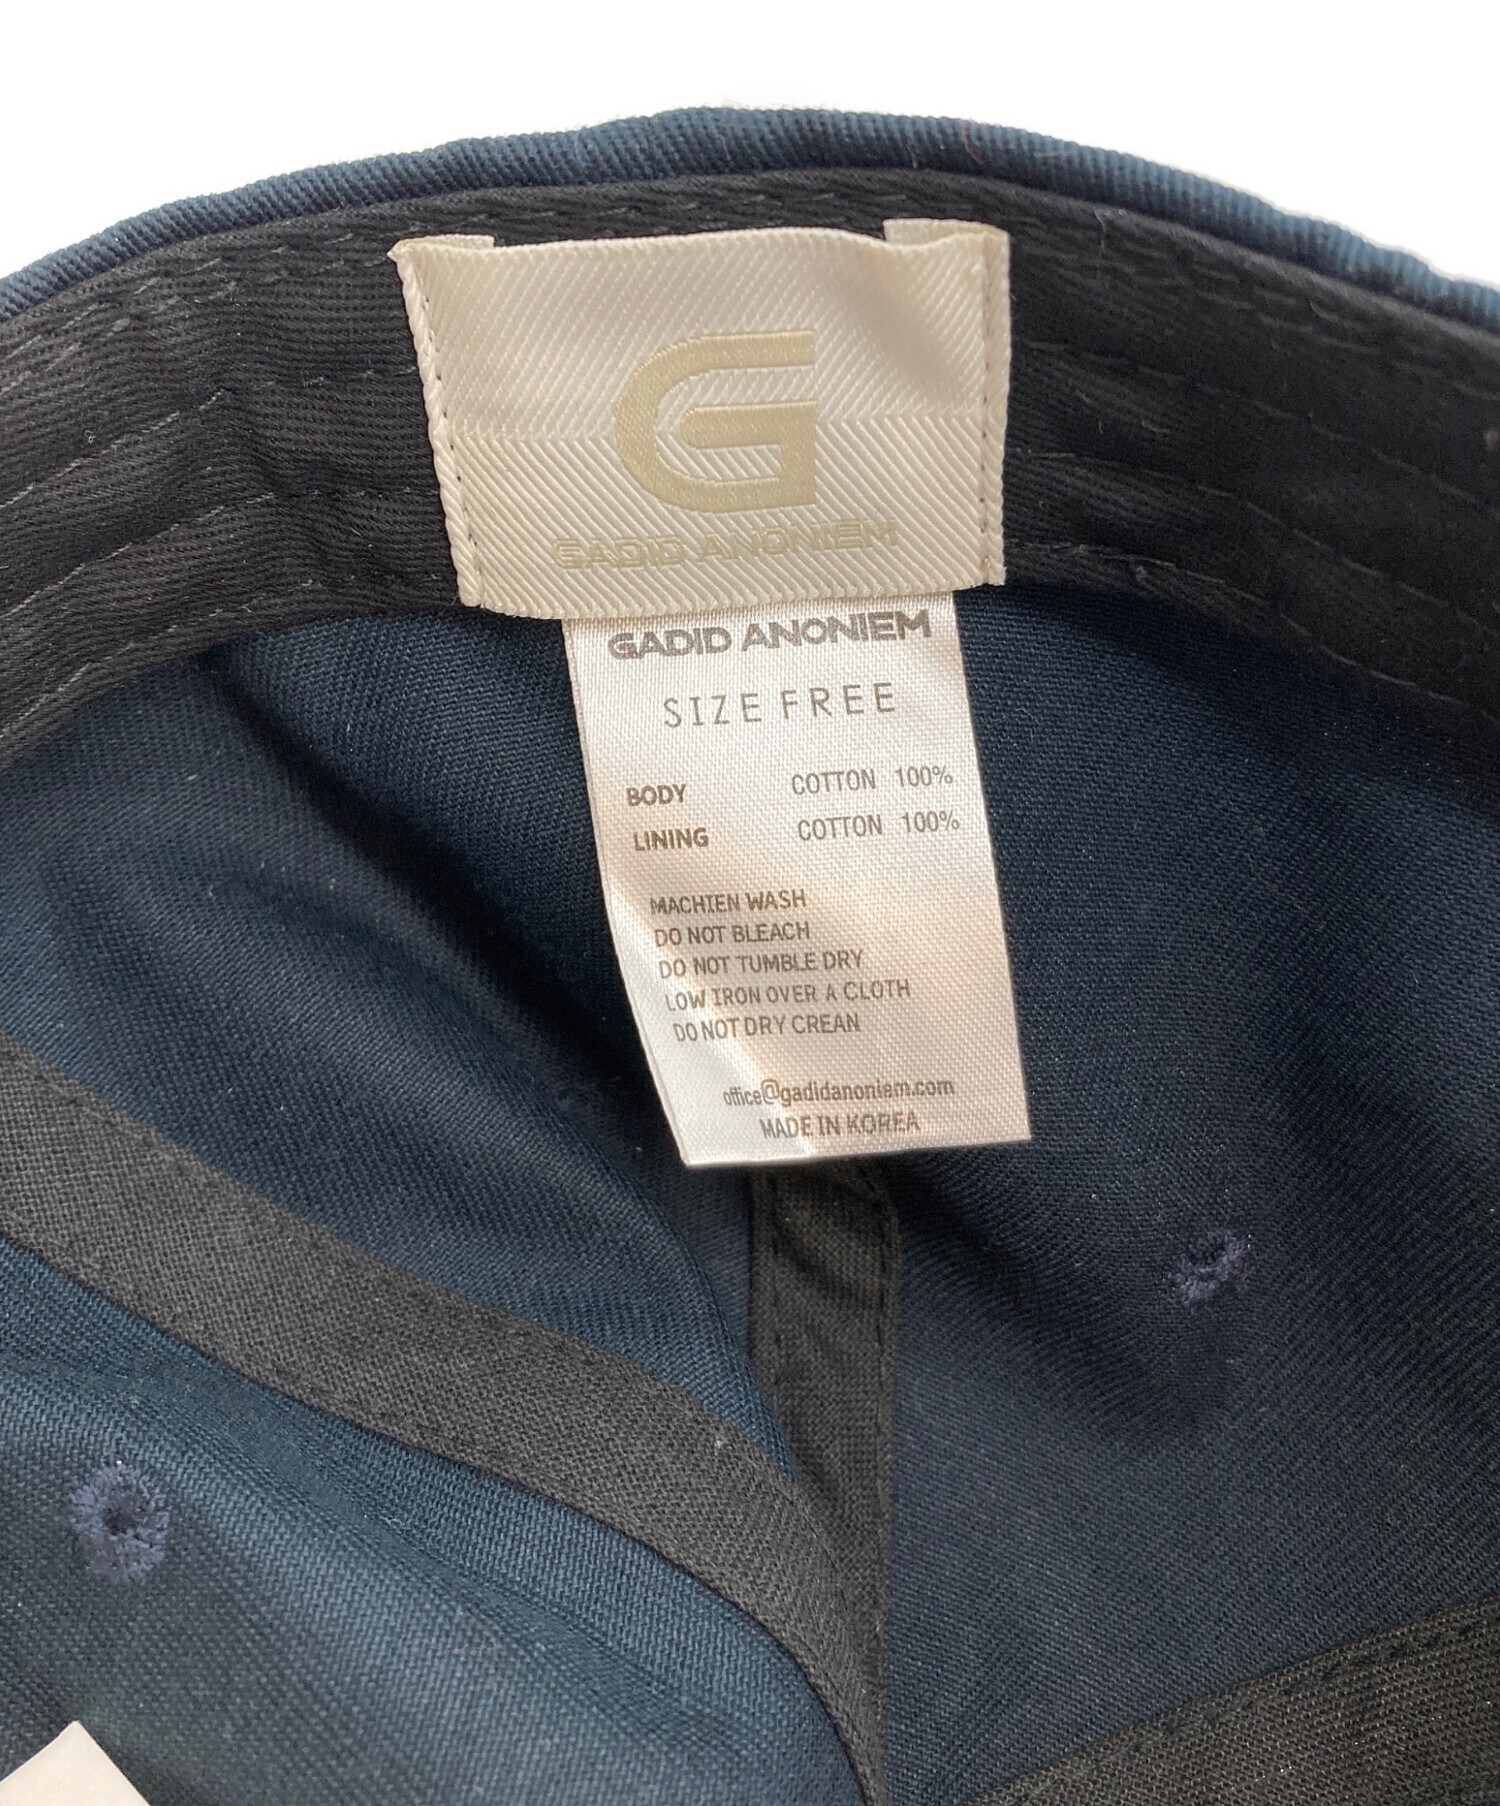 G
GADID ANONIEM
GADID ANONIEM
SIZE FREE
BODY COTTON 100%
LINING COTTON 100%
MACHIEN WASH
DO NOT BLEACH
DO NOT TUMBLE DRY
LOW IRON OVER A CLOTH
DO NOT DRY CREAN
office@gadidanoniem.com
MADE IN KOREA